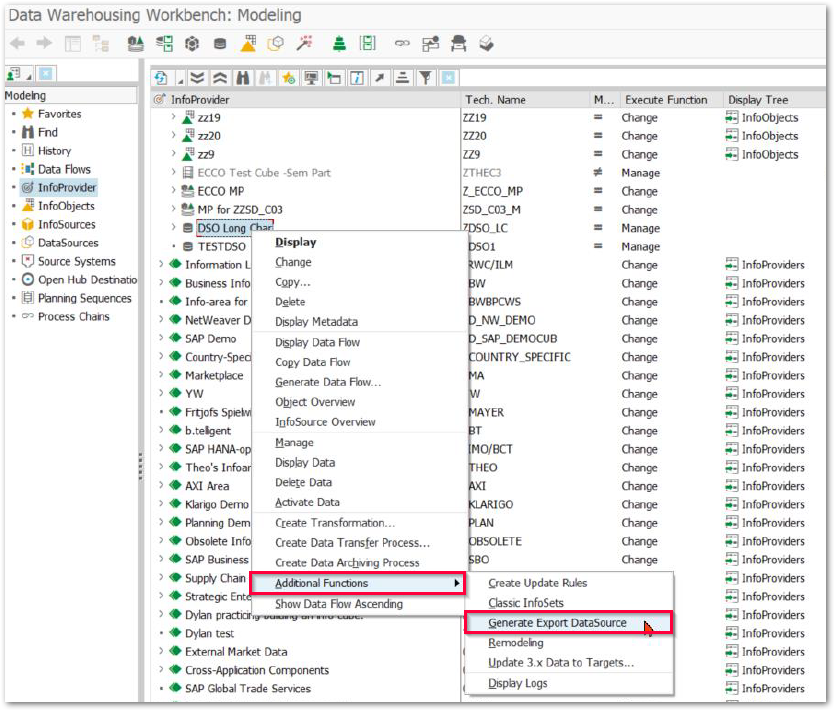 Data Warehousing Workbench: Modeling
Modeling
Favorites
Find
History
Data Flows
InfoProvider
InfoObjects
InfoSources
DataSources
Source Systems
Open Hub Destinatio
Planning Sequences
Process Chains
InfoProvider Tech. Name M... Execute Function Display Tree
zz19 ZZ19 = Change InfoObjects
zz20 ZZ20 = Change InfoObjects
zz9 ZZ9 = Change InfoObjects
ECCO Test Cube -Sem Part ZTHEC3 ≠ Manage
ECCO MP Z_ECCO_MP = Change
MP for ZZSD_C03 ZSD_C03_M = Change
DSO Long Char ZDSO_LC = Manage
TESTDSO DSO1 = Manage
Information L RWC/ILM Change InfoProviders
Business Info BW Change InfoProviders
Info-area for BWBPCWS Change InfoProviders
NetWeaver D D_NW_DEMO Change InfoProviders
SAP Demo D_SAP_DEMOCUB Change InfoProviders
Country-Speci COUNTRY_SPECIFIC Change InfoProviders
Marketplace MA Change InfoProviders
YW W Change InfoProviders
Fritjofs Spielw MAYER Change InfoProviders
b.telligent BT Change InfoProviders
SAP HANA-op IMO/BCT Change InfoProviders
Theo's Infoar THEO Change InfoProviders
AXI Area AXI Change InfoProviders
Klarigo Demo KLARIGO Change InfoProviders
Planning Dem PLAN Change InfoProviders
Obsolete Info OBSOLETE Change InfoProviders
SAP Business SBO Change InfoProviders
Supply Chain InfoProviders
Strategic Ente InfoProviders
Dylan practicing building an info cube. InfoProviders
Dylan test InfoProviders
External Market Data InfoProviders
Cross-Application Components InfoProviders
SAP Global Trade Services Change InfoProviders
Display
Change
Copy...
Delete
Display Metadata
Display Data Flow
Copy Data Flow
Generate Data Flow...
Object Overview
InfoSource Overview
Manage
Display Data
Delete Data
Activate Data
Create Transformation...
Create Data Transfer Process...
Create Data Archiving Process
Additional Functions
Show Data Flow Ascending
Create Update Rules
Classic InfoSets
Generate Export DataSource
Remodeling
Update 3.x Data to Targets...
Display Logs